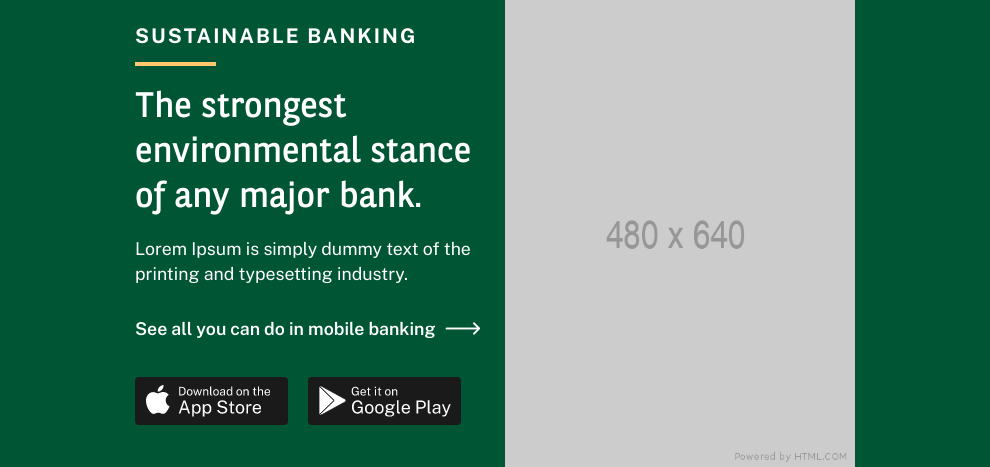 SUSTAINABLE BANKING
The strongest
environmental stance
of any major bank.
Lorem Ipsum is simply dummy text of the
printing and typesetting industry.
See all you can do in mobile banking
Download on the
App Store
Get it on
Google Play
480 x 640
Powered by HTML.COM